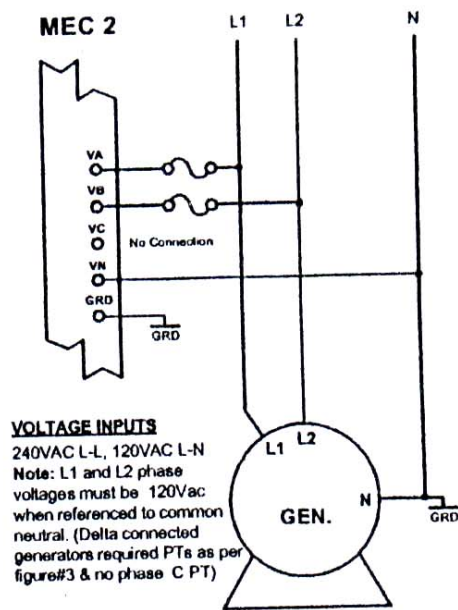 MEC 2
L1 L2 N
VA
VB
VC No Connection
VN
GRD
GRD
VOLTAGE INPUTS
240VAC L-L, 120VAC L-N
Note: L1 and L2 phase
voltages must be 120Vac
when referenced to common
neutral. (Delta connected
generators required PTs as per
figure#3 & no phase C PT)
L1 L2
N
GEN.
GRD